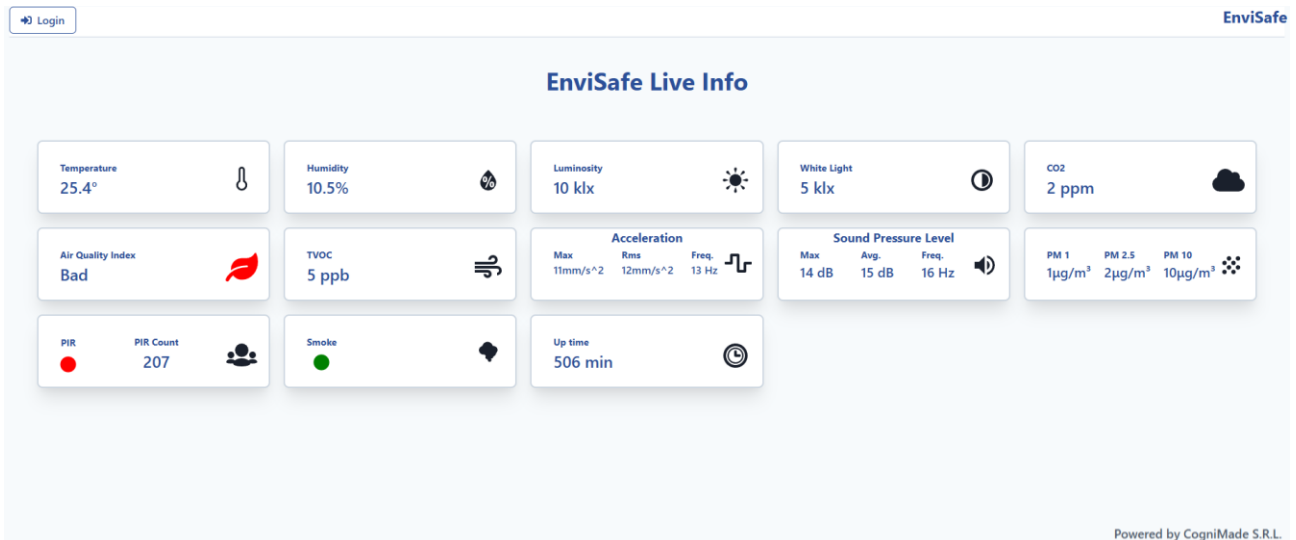 Login
EnviSafe
EnviSafe Live Info
Temperature
25.4°
Humidity
10.5%
Luminosity
10 klx
White Light
5 klx
CO2
2 ppm
Air Quality Index
Bad
TVOC
5 ppb
Acceleration
Max Rms Freq.
11mm/s^2 12mm/s^2 13 Hz
Sound Pressure Level
Max Avg. Freq.
14 dB 15 dB 16 Hz
PM 1 PM 2.5 PM 10
1µg/m³ 2µg/m³ 10µg/m³
PIR PIR Count
207
Smoke
Up time
506 min
Powered by CogniMade S.R.L.